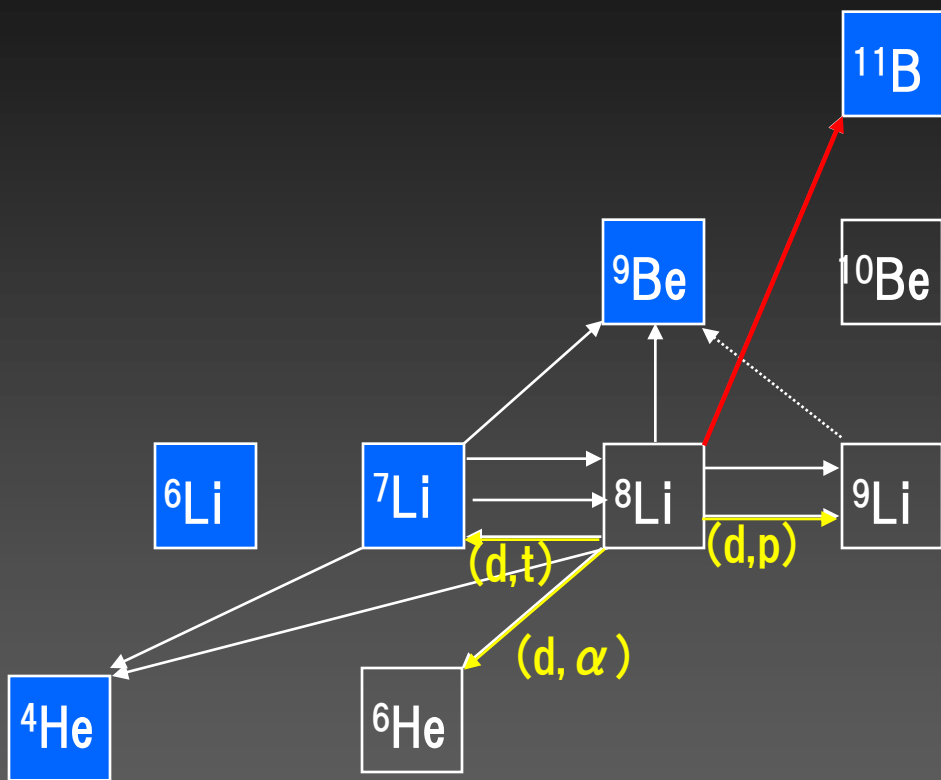 ¹¹B
⁹Be
¹⁰Be
⁶Li
⁷Li
⁸Li
⁹Li
(d,t)
(d,p)
(d,α)
⁴He
⁶He